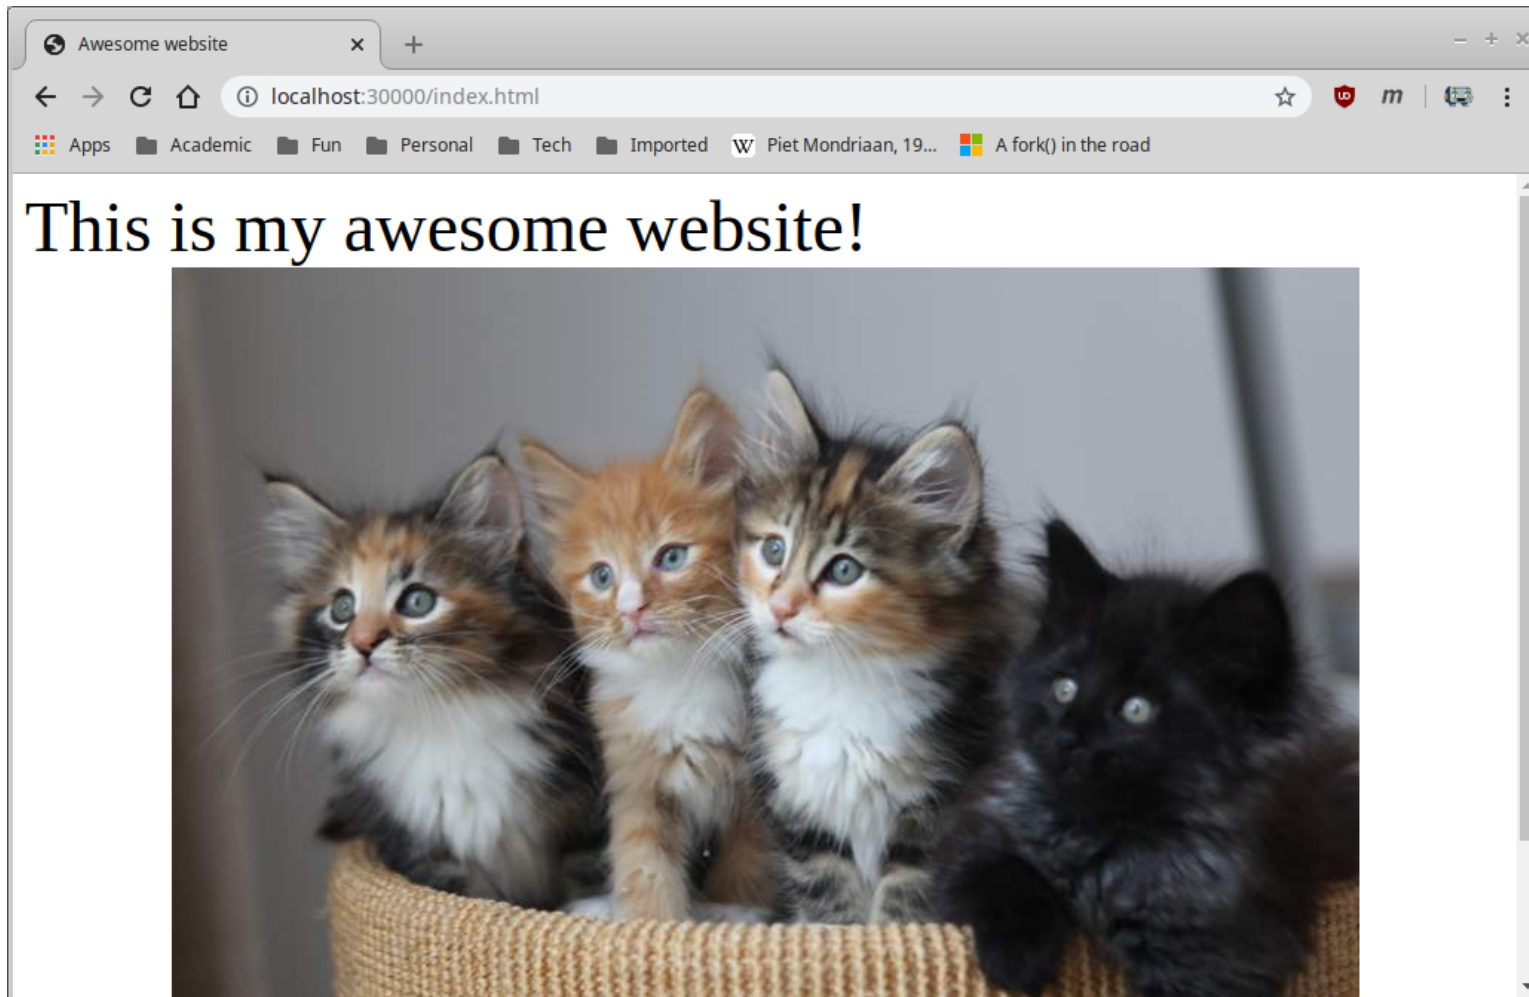 Awesome website
localhost:30000/index.html
Apps Academic Fun Personal Tech Imported W Piet Mondriaan, 19... A fork() in the road
This is my awesome website!